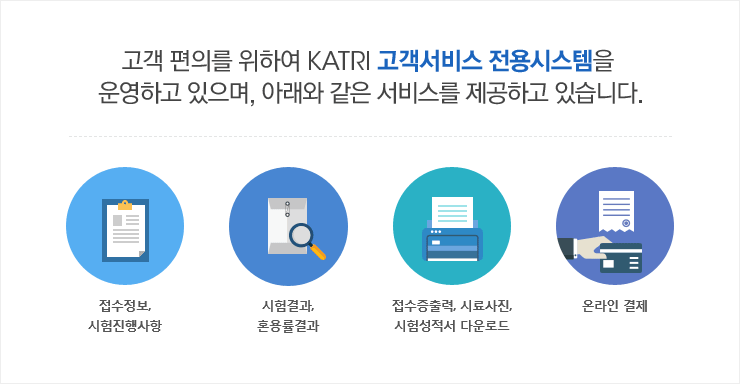 고객 편의를 위하여 KATRI 고객서비스 전용시스템을
운영하고 있으며, 아래와 같은 서비스를 제공하고 있습니다.
접수정보,
시험진행사항
시험결과,
혼용률결과
접수증출력, 시료사진,
시험성적서 다운로드
온라인 결제